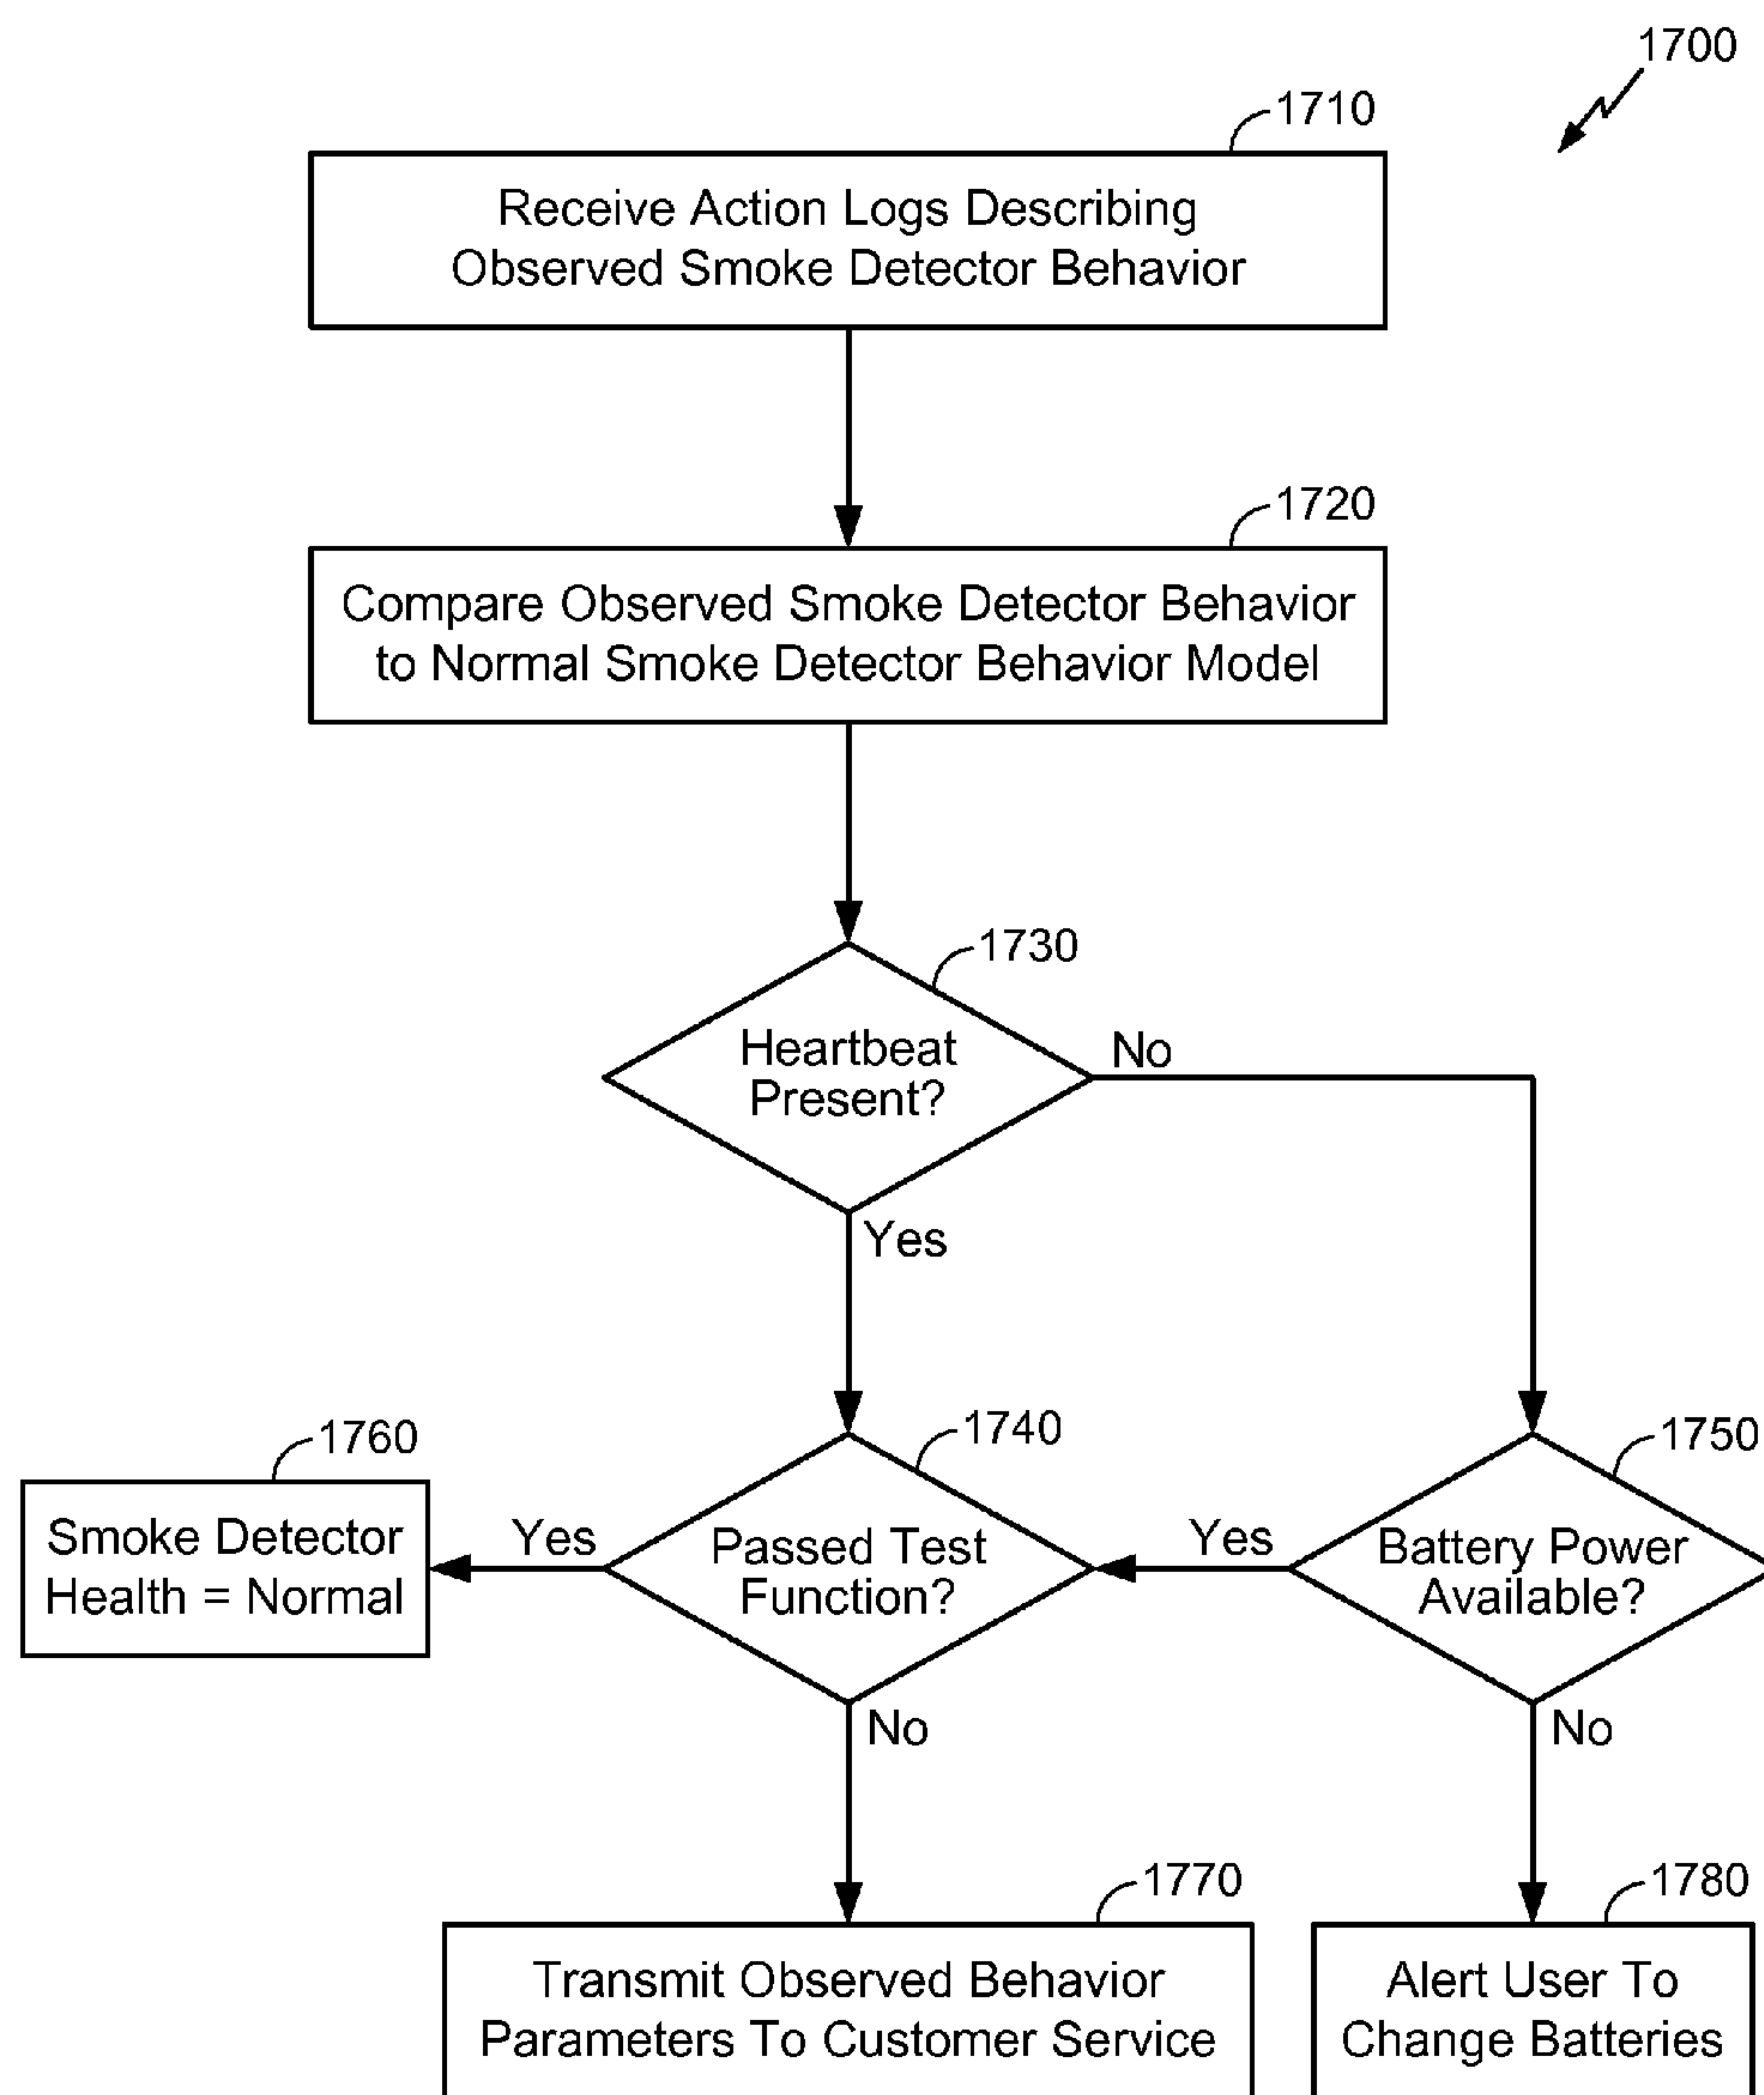 1700
1710
Receive Action Logs Describing
Observed Smoke Detector Behavior
1720
Compare Observed Smoke Detector Behavior
to Normal Smoke Detector Behavior Model
1730
Heartbeat
Present?
No
Yes
1760
1740
1750
Smoke Detector
Health = Normal
Yes
Passed Test
Function?
Yes
Battery Power
Available?
No
No
1770
1780
Transmit Observed Behavior
Parameters To Customer Service
Alert User To
Change Batteries